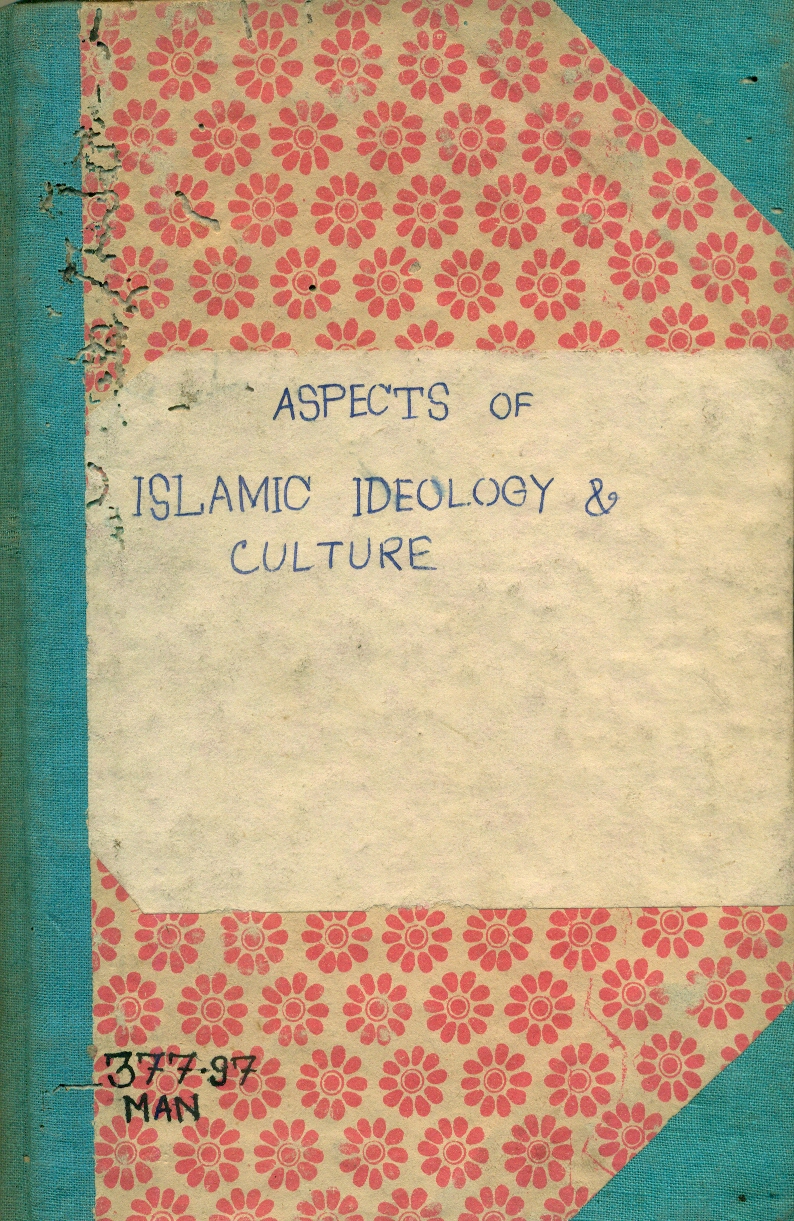 ASPECTS OF
ISLAMIC IDEOLOGY &
CULTURE
377.97
MAN